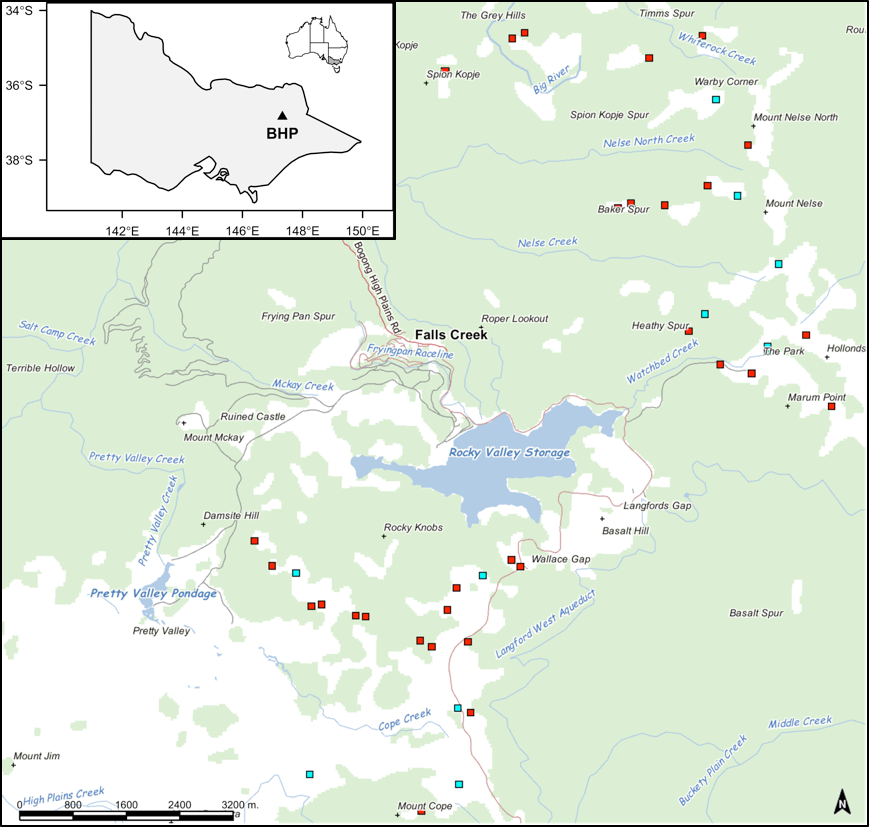 34°S
36°S
38°S
142°E
144°E
146°E
148°E
150°E
BHP
The Grey Hills
Timms Spur
Rou
Kopje
Whiterock Creek
Spion Kopje
Big River
Warby Corner
Spion Kopje Spur
Mount Nelse North
Nelse North Creek
Baker Spur
Mount Nelse
Nelse Creek
Bogong High Plains Rd
Frying Pan Spur
Roper Lookout
Heathy Spur
Salt Camp Creek
Falls Creek
Fryingpan Raceline
The Park
Hollonds
Terrible Hollow
Watchbed Creek
Mckay Creek
Marum Point
Ruined Castle
Mount Mckay
Rocky Valley Storage
Pretty Valley Creek
Pretty Valley Creek
Langfords Gap
Damsite Hill
Rocky Knobs
Basalt Hill
Wallace Gap
Pretty Valley Pondage
Langford West Aqueduct
Basalt Spur
Pretty Valley
Cope Creek
Middle Creek
Mount Jim
Buckety Plain Creek
High Plains Creek
0 800 1600 2400 3200 m.
Mount Cope
N